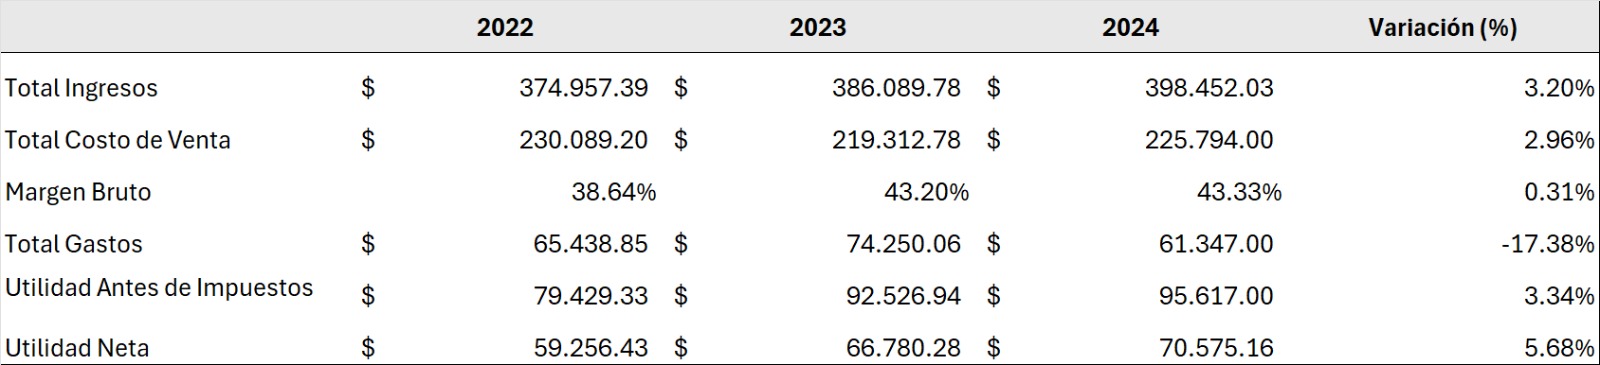 2022 2023 2024 Variación (%)
Total Ingresos $ 374.957.39 $ 386.089.78 $ 398.452.03 3.20%
Total Costo de Venta $ 230.089.20 $ 219.312.78 $ 225.794.00 2.96%
Margen Bruto 38.64% 43.20% 43.33% 0.31%
Total Gastos $ 65.438.85 $ 74.250.06 $ 61.347.00 -17.38%
Utilidad Antes de Impuestos $ 79.429.33 $ 92.526.94 $ 95.617.00 3.34%
Utilidad Neta $ 59.256.43 $ 66.780.28 $ 70.575.16 5.68%